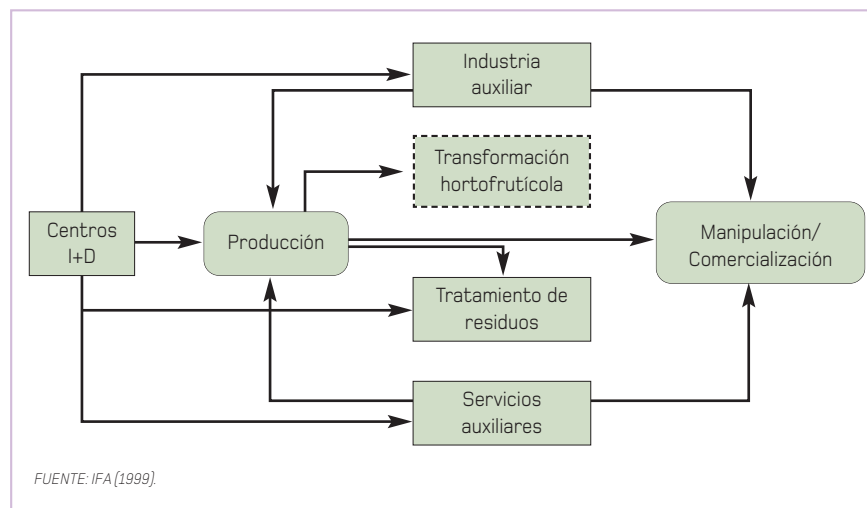 Industria
auxiliar
Transformación
hortofrutícola
Centros
I+D
Producción
Manipulación/
Comercialización
Tratamiento de
residuos
Servicios
auxiliares
FUENTE: IFA (1999).